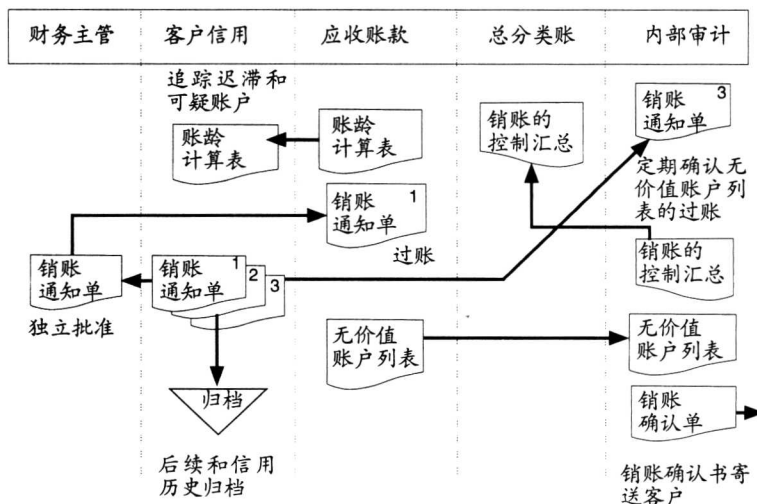 财务主管 客户信用 应收账款 总分类账 内部审计
追踪迟滞和
可疑账户
账龄
计算表
账龄
计算表
销账的
控制汇总
销账 3
通知单
定期确认无
价值账户列
表的过账
销账 1
通知单
过账
销账
通知单
独立批准
销账 1
通知单 2
3
销账的
控制汇总
无价值
账户列表
无价值
账户列表
归档
后续和信用
历史归档
销账
确认单
销账确认书寄
送客户